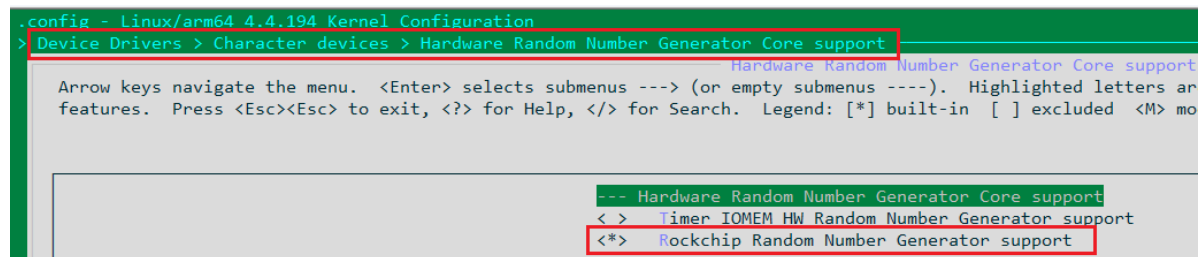 .config - Linux/arm64 4.4.194 Kernel Configuration
> Device Drivers > Character devices > Hardware Random Number Generator Core support
Hardware Random Number Generator Core support
Arrow keys navigate the menu. <Enter> selects submenus ---> (or empty submenus ----). Highlighted letters ar
features. Press <Esc><Esc> to exit, <?> for Help, </> for Search. Legend: [*] built-in [ ] excluded <M> mo
--- Hardware Random Number Generator Core support
< > Timer IOMEM HW Random Number Generator support
<*> Rockchip Random Number Generator support